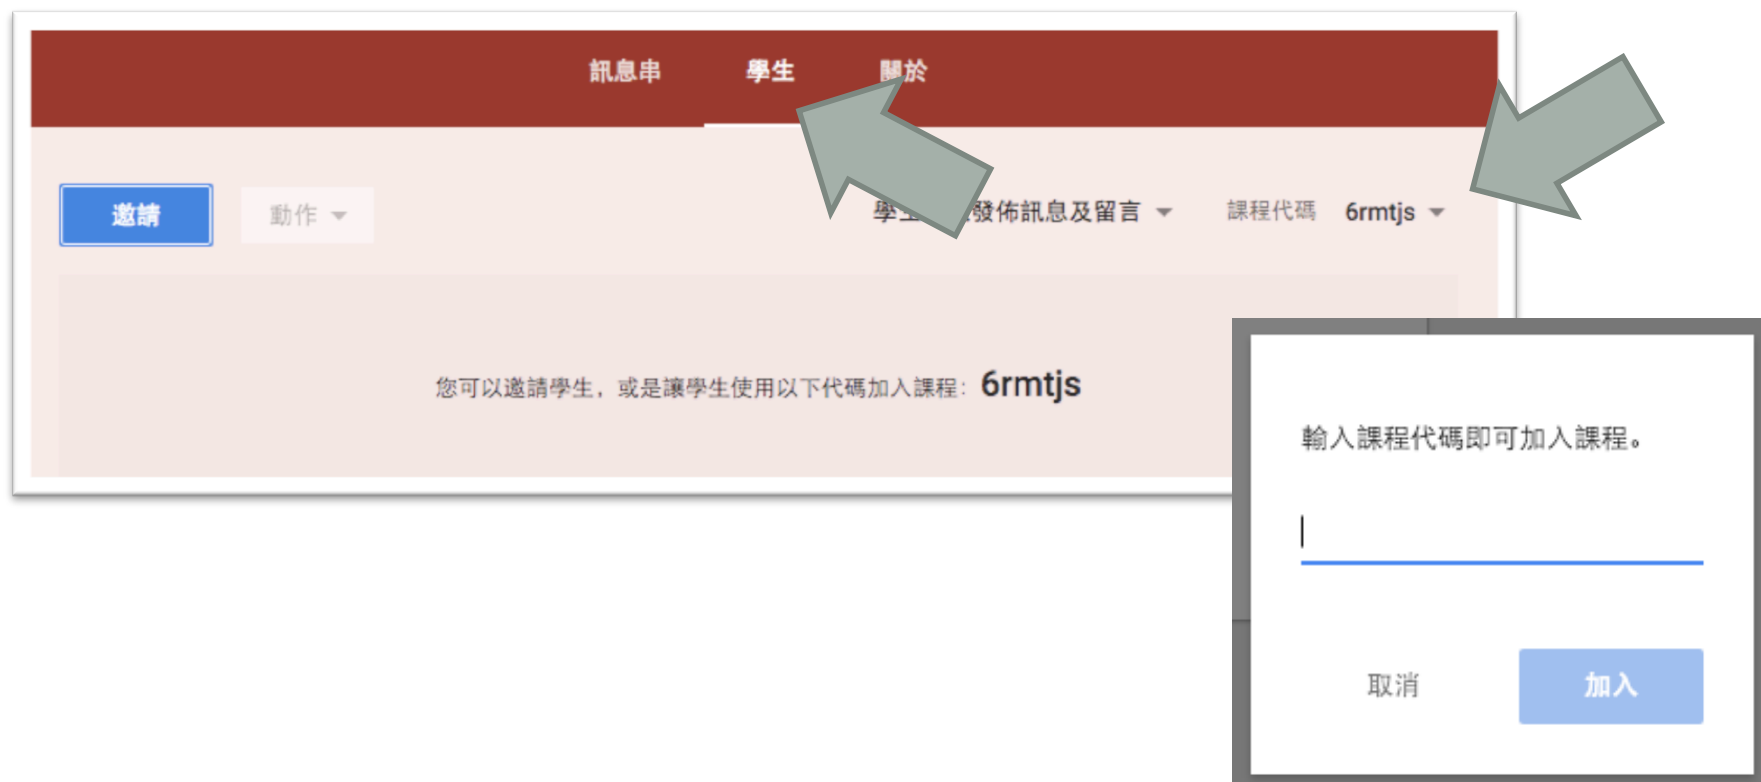 訊息串 學生 關於
邀請 動作 學生 發佈訊息及留言 課程代碼 6rmtjs
您可以邀請學生，或是讓學生使用以下代碼加入課程：6rmtjs
輸入課程代碼即可加入課程。
取消 加入